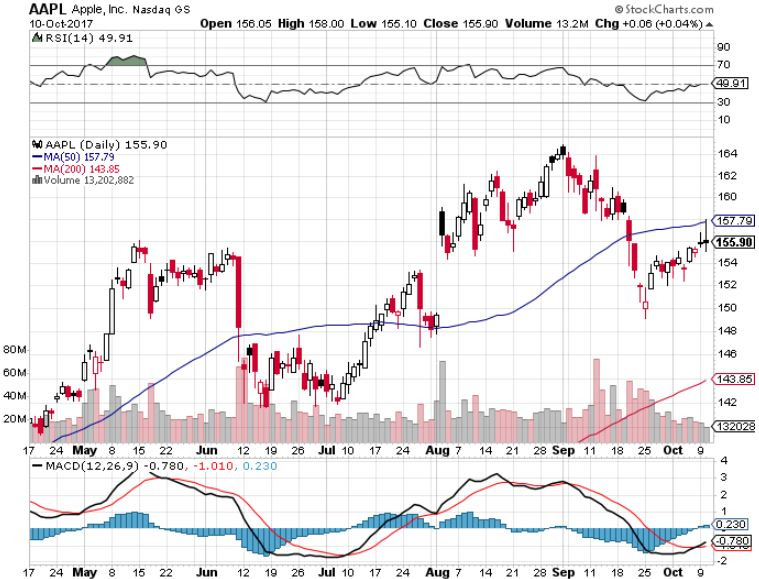 AAPL Apple, Inc. Nasdaq GS © StockCharts.com
10-Oct-2017 Open 156.05 High 158.00 Low 155.10 Close 155.90 Volume 13.2M Chg +0.06 (+0.04%)
RSI(14) 49.91
90
70
49.91
30
10
AAPL (Daily) 155.90
MA(50) 157.79
MA(200) 143.85
Volume 13,202,882
164
162
160
157.79
155.90
154
152
150
148
146
143.85
142
132028
80M
60M
40M
20M
17 24 May 8 15 22 Jun 12 19 26 Jul 10 17 24 Aug 7 14 21 28 Sep 11 18 25 Oct 9
MACD(12,26,9) -0.780, -1.010, 0.230
4
3
2
1
0.230
-0.780
-2
17 24 May 8 15 22 Jun 12 19 26 Jul 10 17 24 Aug 7 14 21 28 Sep 11 18 25 Oct 9